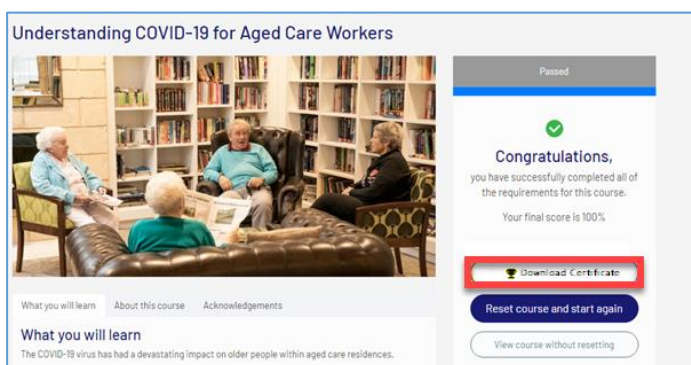 Understanding COVID-19 for Aged Care Workers
Passed
Congratulations,
you have successfully completed all of
the requirements for this course.
Your final score is 100%
Download Certificate
Reset course and start again
View course without resetting
What you will learn
About this course
Acknowledgements
What you will learn
The COVID-19 virus has had a devastating impact on older people within aged care residences.